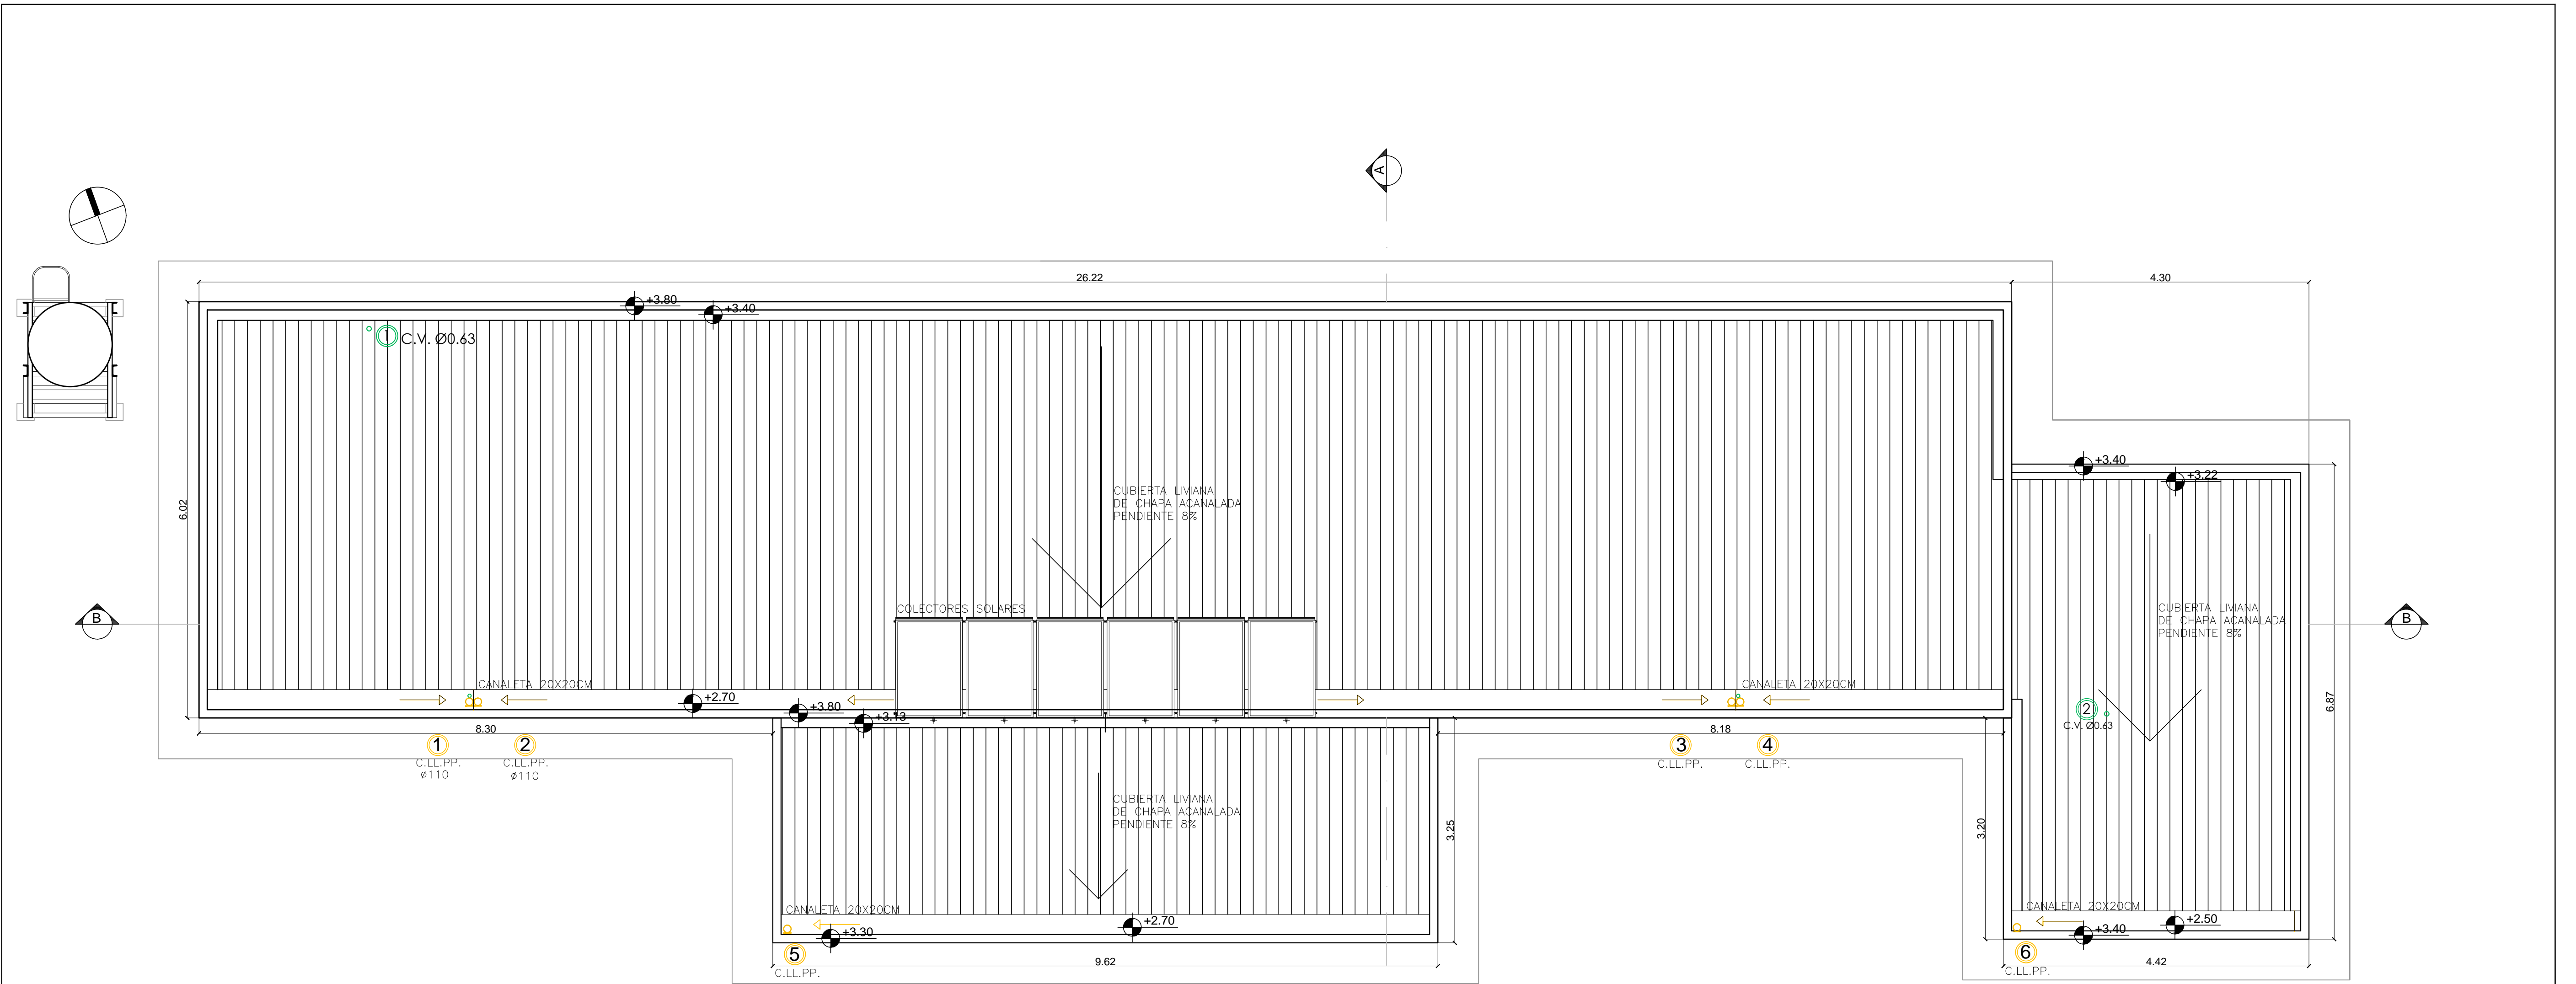 A
26.22
4.30
+3.80
+3.40
1
C.V. Ø0.63
6.02
+3.40
+3.22
CUBIERTA LIVIANA
DE CHAPA ACANALADA
PENDIENTE 8%
B
COLECTORES SOLARES
CUBIERTA LIVIANA
DE CHAPA ACANALADA
PENDIENTE 8%
B
CANALETA 20X20CM
+2.70
CANALETA 20X20CM
+3.80
+3.13
2
C.V. Ø0.63
6.87
8.30
8.18
1
C.LL.PP.
ø110
2
C.LL.PP.
ø110
3
C.LL.PP.
4
C.LL.PP.
CUBIERTA LIVIANA
DE CHAPA ACANALADA
PENDIENTE 8%
3.25
3.20
CANALETA 20X20CM
+2.70
+3.30
CANALETA 20X20CM
+2.50
+3.40
5
C.LL.PP.
9.62
6
C.LL.PP.
4.42